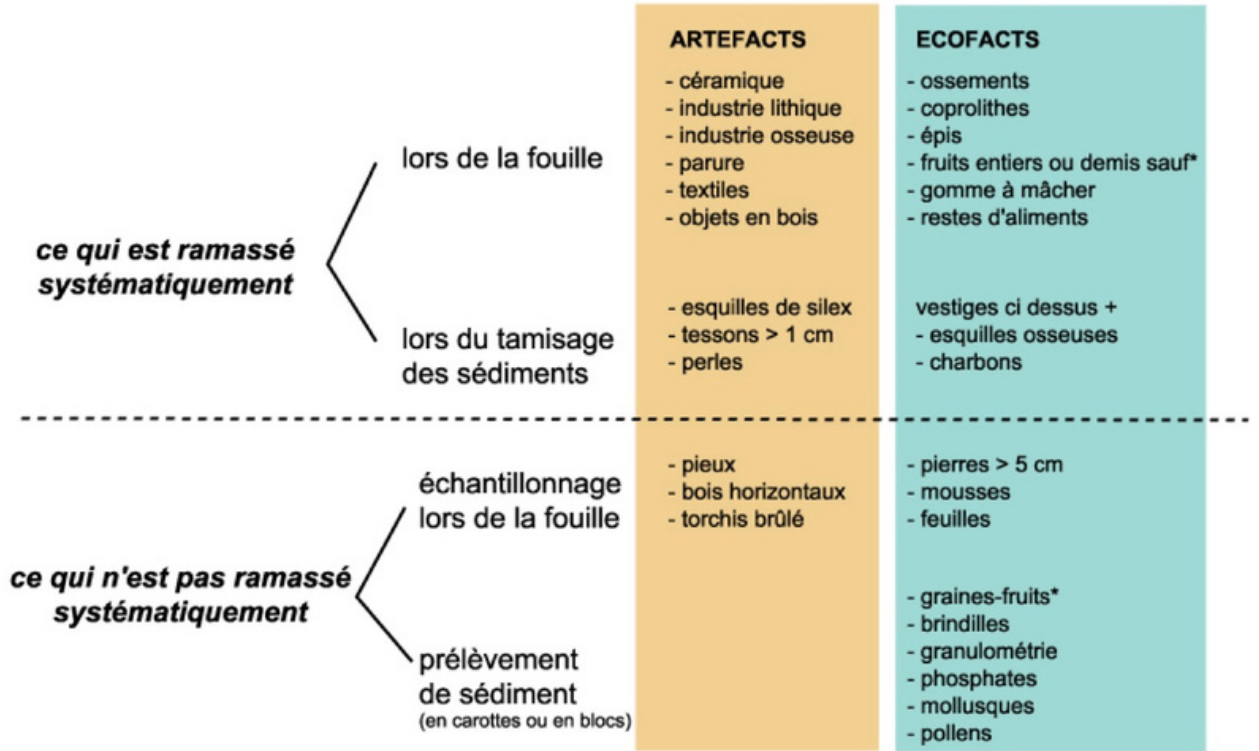 ARTEFACTS
- céramique
- industrie lithique
- industrie osseuse
- parure
- textiles
- objets en bois
ECOFACTS
- ossements
- coprolithes
- épis
- fruits entiers ou demis sauf*
- gomme à mâcher
- restes d'aliments
ce qui est ramassé
systématiquement
lors de la fouille
lors du tamisage
des sédiments
- esquilles de silex
- tessons > 1 cm
- perles
vestiges ci dessus +
- esquilles osseuses
- charbons
ce qui n'est pas ramassé
systématiquement
échantillonnage
lors de la fouille
- pieux
- bois horizontaux
- torchis brûlé
- pierres > 5 cm
- mousses
- feuilles
prélèvement
de sédiment
(en carottes ou en blocs)
- graines-fruits*
- brindilles
- granulométrie
- phosphates
- mollusques
- pollens